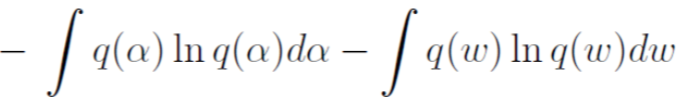 − ∫ q(α) ln q(α)dα − ∫ q(w) ln q(w)dw